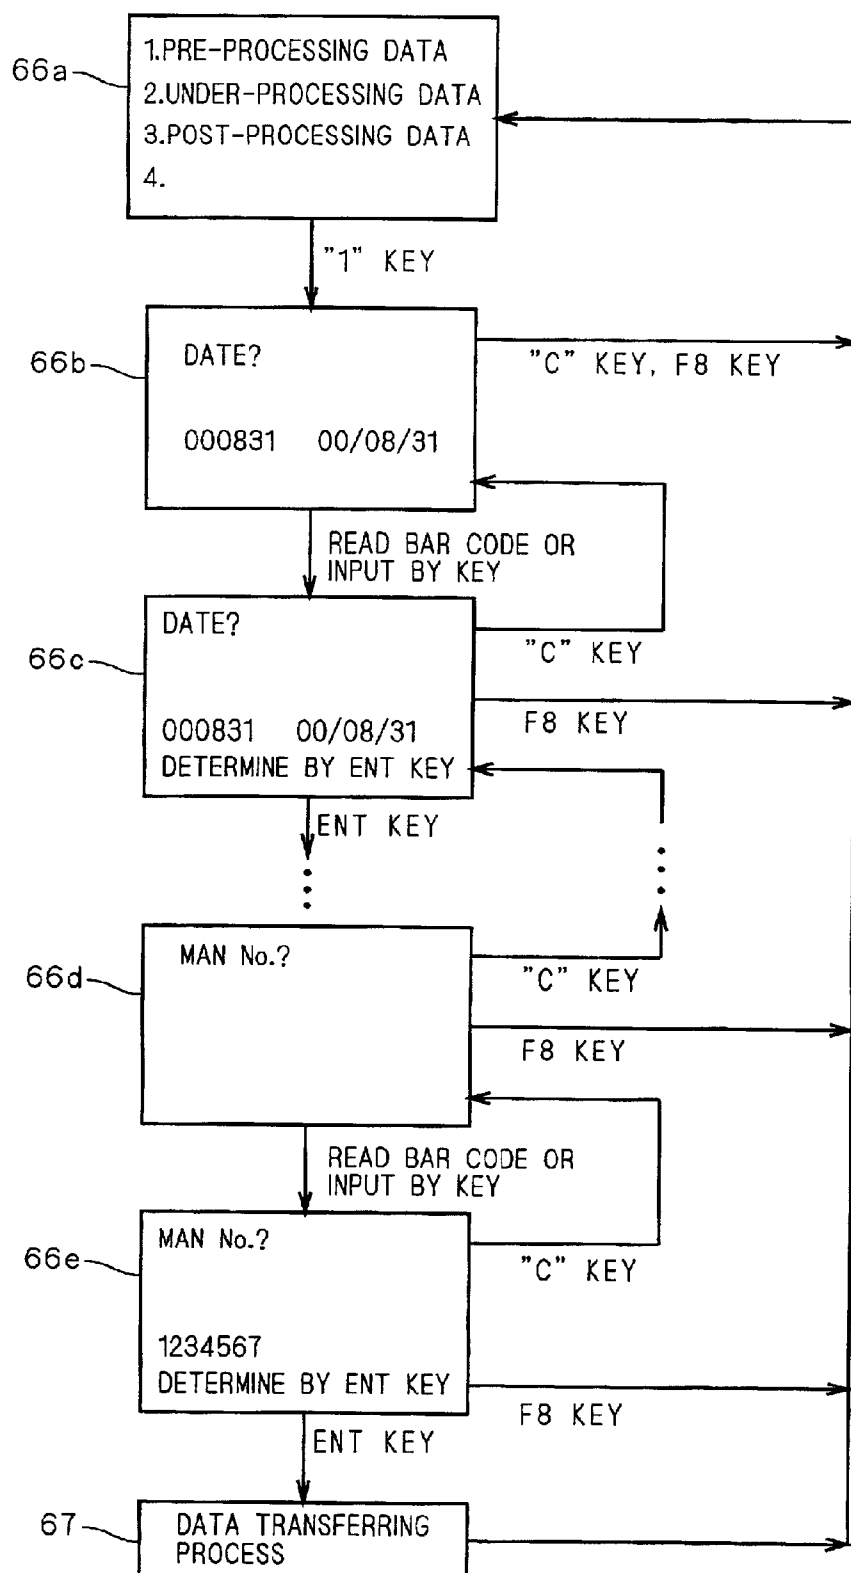 66a
1.PRE-PROCESSING DATA
2.UNDER-PROCESSING DATA
3.POST-PROCESSING DATA
4.
"1" KEY
66b
DATE?
000831 00/08/31
"C" KEY, F8 KEY
READ BAR CODE OR
INPUT BY KEY
66c
DATE?
000831 00/08/31
DETERMINE BY ENT KEY
"C" KEY
F8 KEY
ENT KEY
66d
MAN No.?
"C" KEY
F8 KEY
READ BAR CODE OR
INPUT BY KEY
66e
MAN No.?
1234567
DETERMINE BY ENT KEY
"C" KEY
F8 KEY
ENT KEY
67
DATA TRANSFERRING
PROCESS